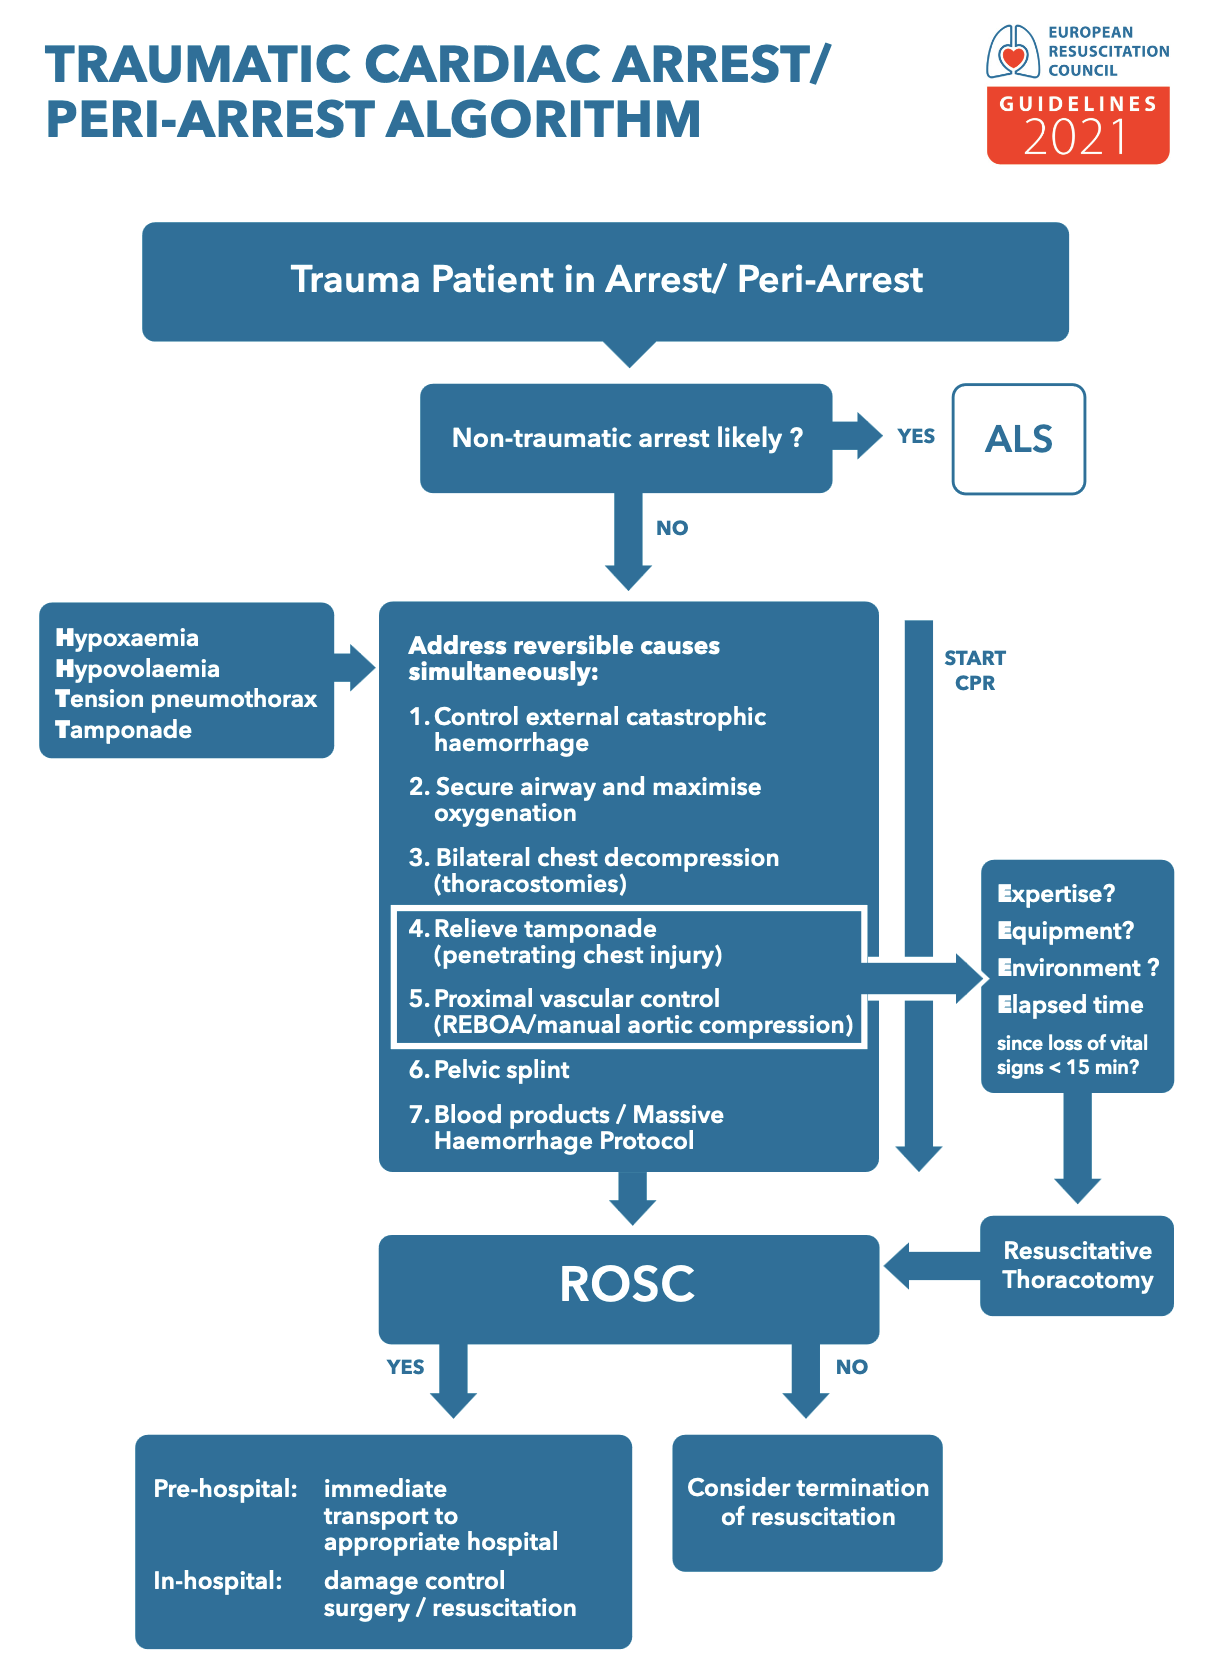 TRAUMATIC CARDIAC ARREST/
PERI-ARREST ALGORITHM
EUROPEAN
RESUSCITATION
COUNCIL
GUIDELINES
2021
Trauma Patient in Arrest/ Peri-Arrest
Non-traumatic arrest likely ?
YES
ALS
NO
Hypoxaemia
Hypovolaemia
Tension pneumothorax
Tamponade
Address reversible causes
simultaneously:
1. Control external catastrophic
haemorrhage
2. Secure airway and maximise
oxygenation
3. Bilateral chest decompression
(thoracostomies)
4. Relieve tamponade
(penetrating chest injury)
5. Proximal vascular control
(REBOA/manual aortic compression)
6. Pelvic splint
7. Blood products / Massive
Haemorrhage Protocol
START
CPR
Expertise?
Equipment?
Environment ?
Elapsed time
since loss of vital
signs < 15 min?
Resuscitative
Thoracotomy
ROSC
YES
NO
Pre-hospital: immediate
transport to
appropriate hospital
In-hospital: damage control
surgery / resuscitation
Consider termination
of resuscitation